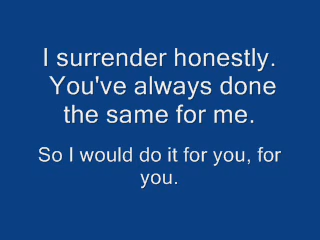 I surrender honestly.
You've always done
the same for me.
So I would do it for you, for
you.